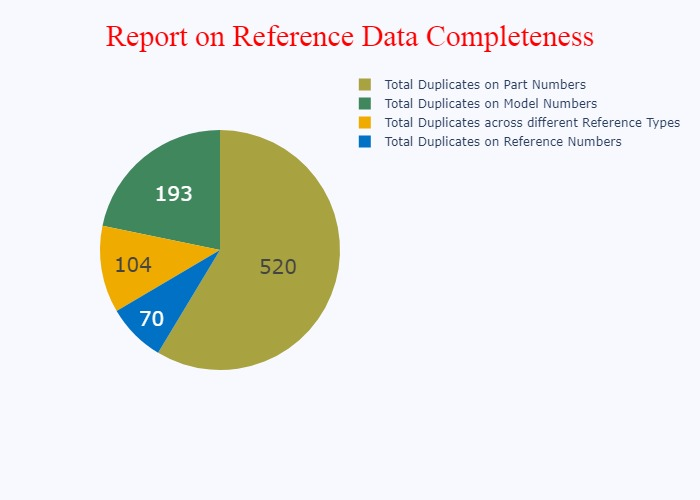 Report on Reference Data Completeness
Total Duplicates on Part Numbers
Total Duplicates on Model Numbers
Total Duplicates across different Reference Types
Total Duplicates on Reference Numbers
193
520
104
70